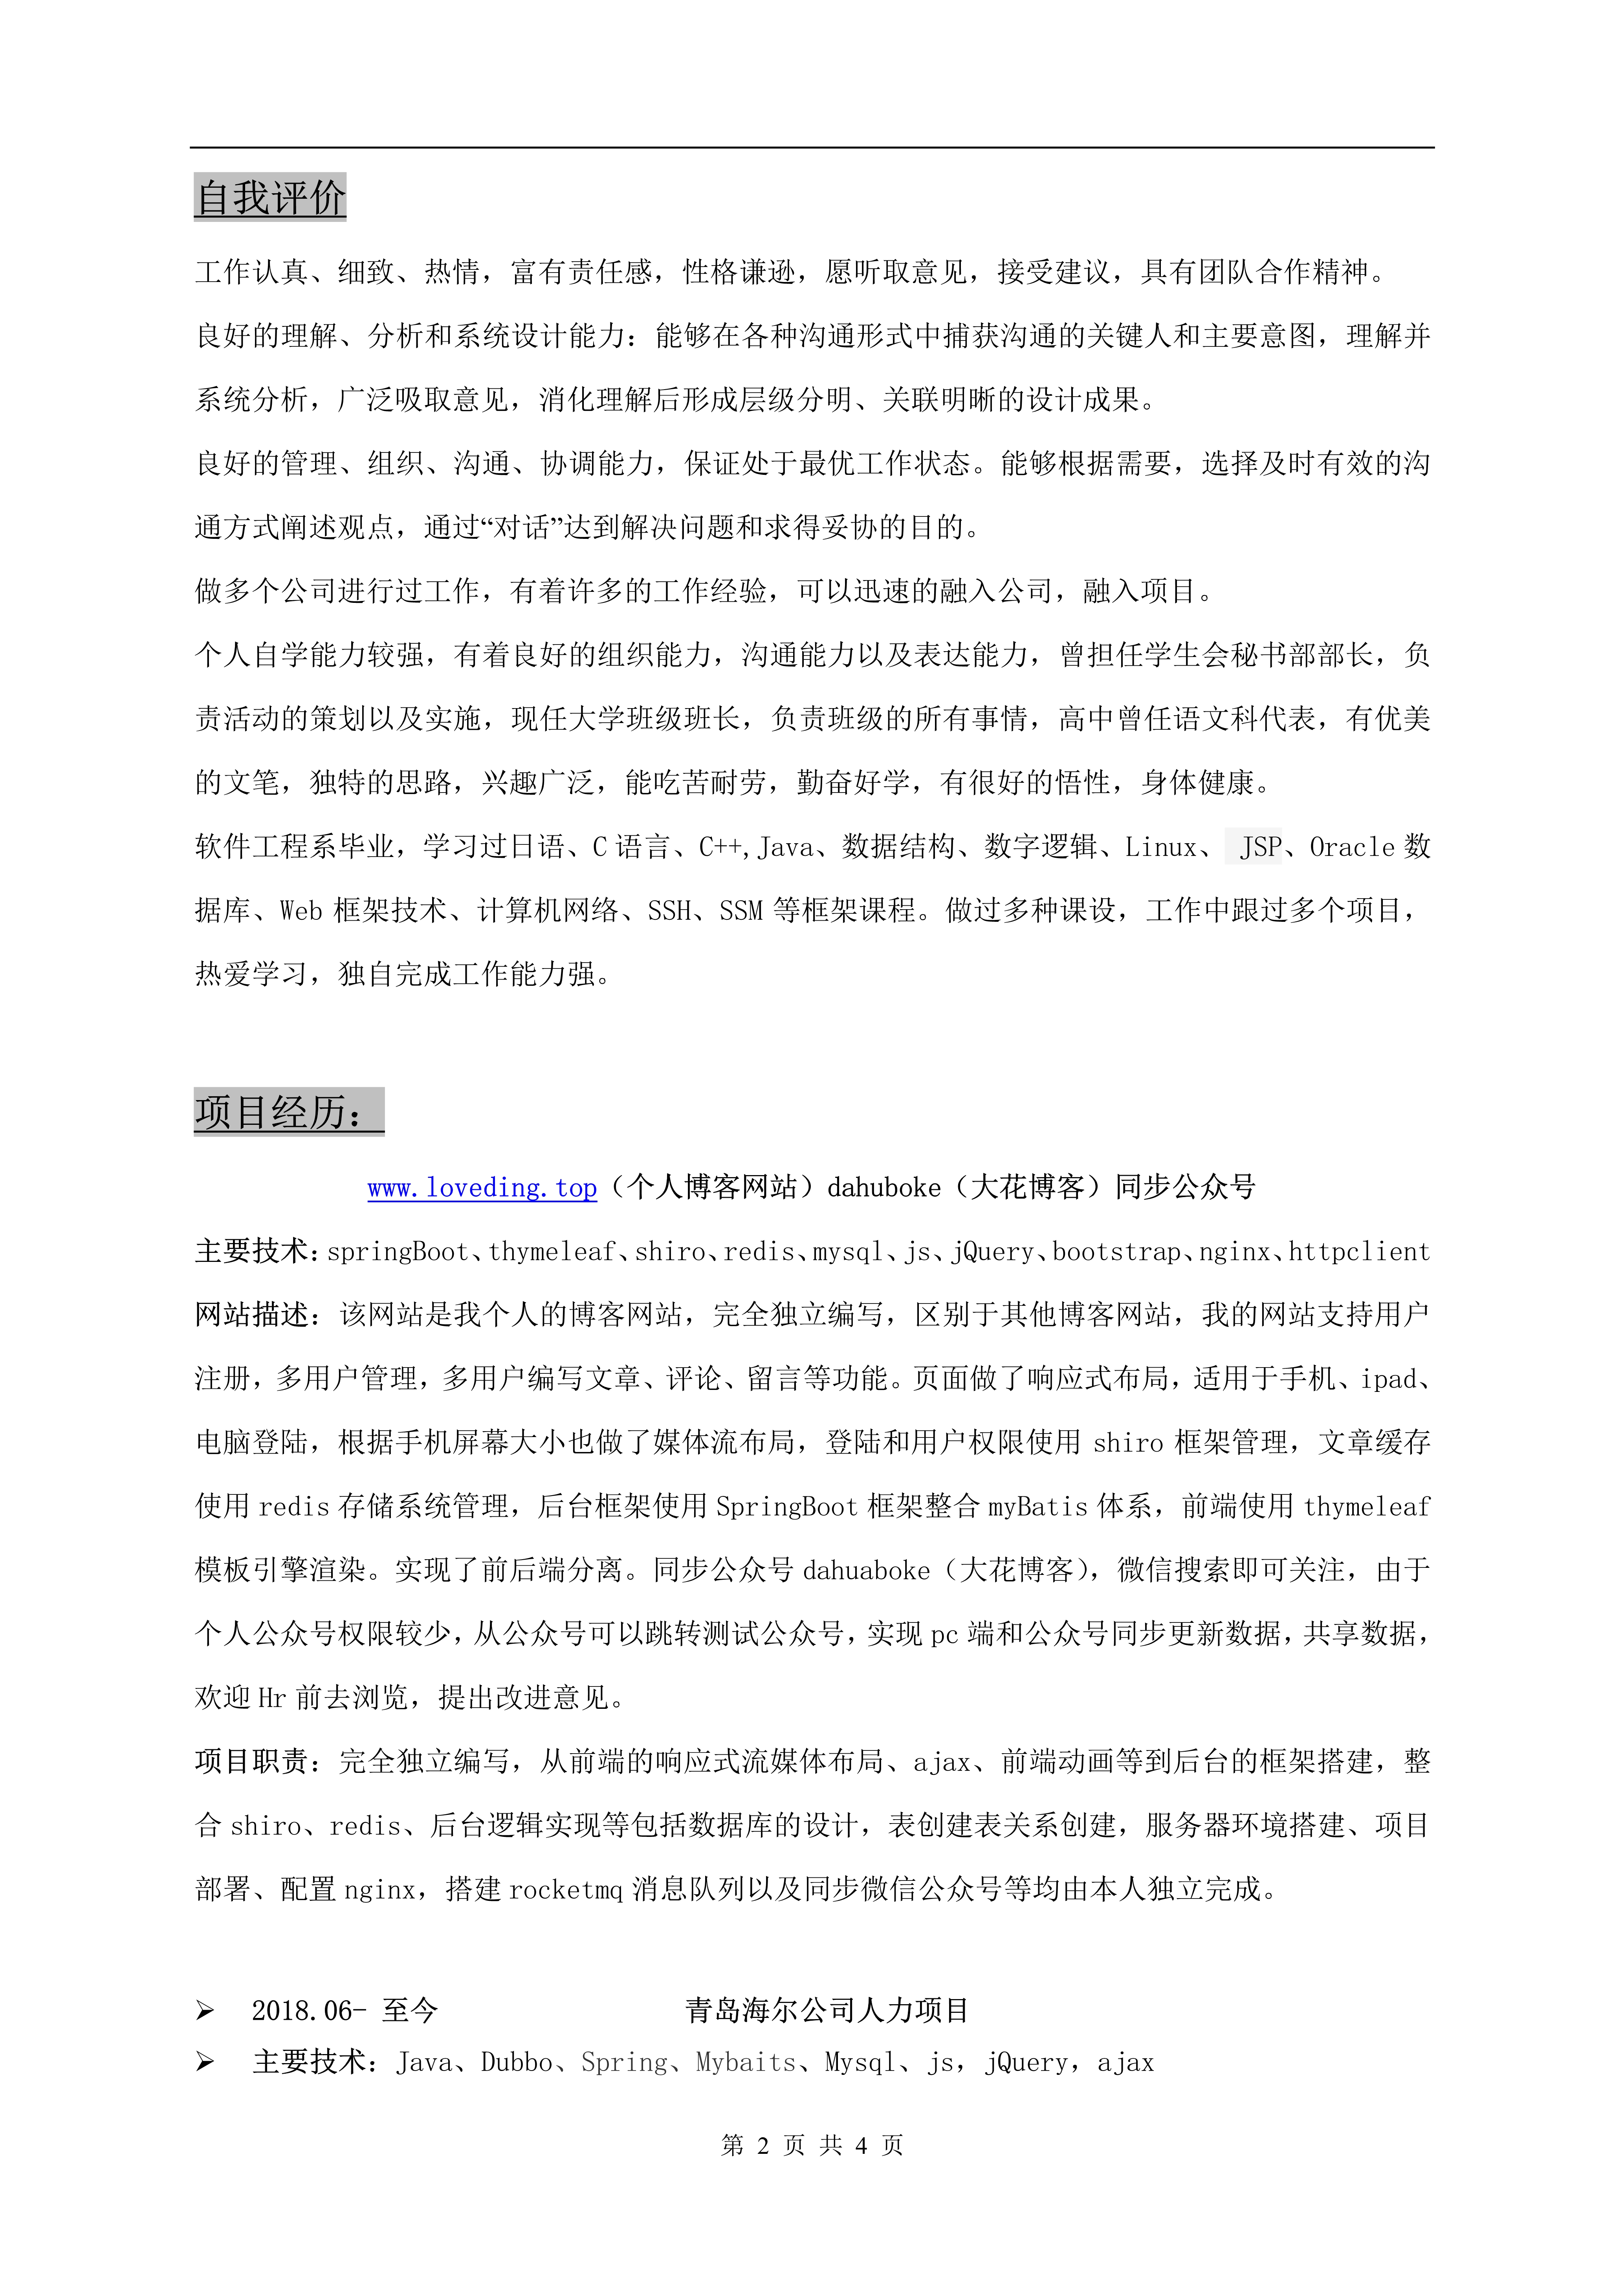 自我评价
工作认真、细致、热情，富有责任感，性格谦逊，愿听取意见，接受建议，具有团队合作精神。
良好的理解、分析和系统设计能力：能够在各种沟通形式中捕获沟通的关键人和主要意图，理解并
系统分析，广泛吸取意见，消化理解后形成层级分明、关联明晰的设计成果。
良好的管理、组织、沟通、协调能力，保证处于最优工作状态。能够根据需要，选择及时有效的沟
通方式阐述观点，通过“对话”达到解决问题和求得妥协的目的。
做多个公司进行过工作，有着许多的工作经验，可以迅速的融入公司，融入项目。
个人自学能力较强，有着良好的组织能力，沟通能力以及表达能力，曾担任学生会秘书部部长，负
责活动的策划以及实施，现任大学班级班长，负责班级的所有事情，高中曾任语文科代表，有优美
的文笔，独特的思路，兴趣广泛，能吃苦耐劳，勤奋好学，有很好的悟性，身体健康。
软件工程系毕业，学习过日语、C 语言、C++,Java、数据结构、数字逻辑、Linux、 JSP、Oracle 数
据库、Web 框架技术、计算机网络、SSH、SSM 等框架课程。做过多种课设，工作中跟过多个项目，
热爱学习，独自完成工作能力强。
项目经历：
www.loveding.top（个人博客网站）dahuboke（大花博客）同步公众号
主要技术：springBoot、thymeleaf、shiro、redis、mysql、js、jQuery、bootstrap、nginx、httpclient
网站描述：该网站是我个人的博客网站，完全独立编写，区别于其他博客网站，我的网站支持用户
注册，多用户管理，多用户编写文章、评论、留言等功能。页面做了响应式布局，适用于手机、ipad、
电脑登陆，根据手机屏幕大小也做了媒体流布局，登陆和用户权限使用 shiro 框架管理，文章缓存
使用 redis 存储系统管理，后台框架使用 SpringBoot 框架整合 myBatis 体系，前端使用 thymeleaf
模板引擎渲染。实现了前后端分离。同步公众号 dahuaboke（大花博客），微信搜索即可关注，由于
个人公众号权限较少，从公众号可以跳转测试公众号，实现 pc 端和公众号同步更新数据，共享数据，
欢迎 Hr 前去浏览，提出改进意见。
项目职责：完全独立编写，从前端的响应式流媒体布局、ajax、前端动画等到后台的框架搭建，整
合 shiro、redis、后台逻辑实现等包括数据库的设计，表创建表关系创建，服务器环境搭建、项目
部署、配置 nginx，搭建 rocketmq 消息队列以及同步微信公众号等均由本人独立完成。
➢ 2018.06- 至今 青岛海尔公司人力项目
➢ 主要技术：Java、Dubbo、Spring、Mybaits、Mysql、js，jQuery，ajax
第 2 页 共 4 页